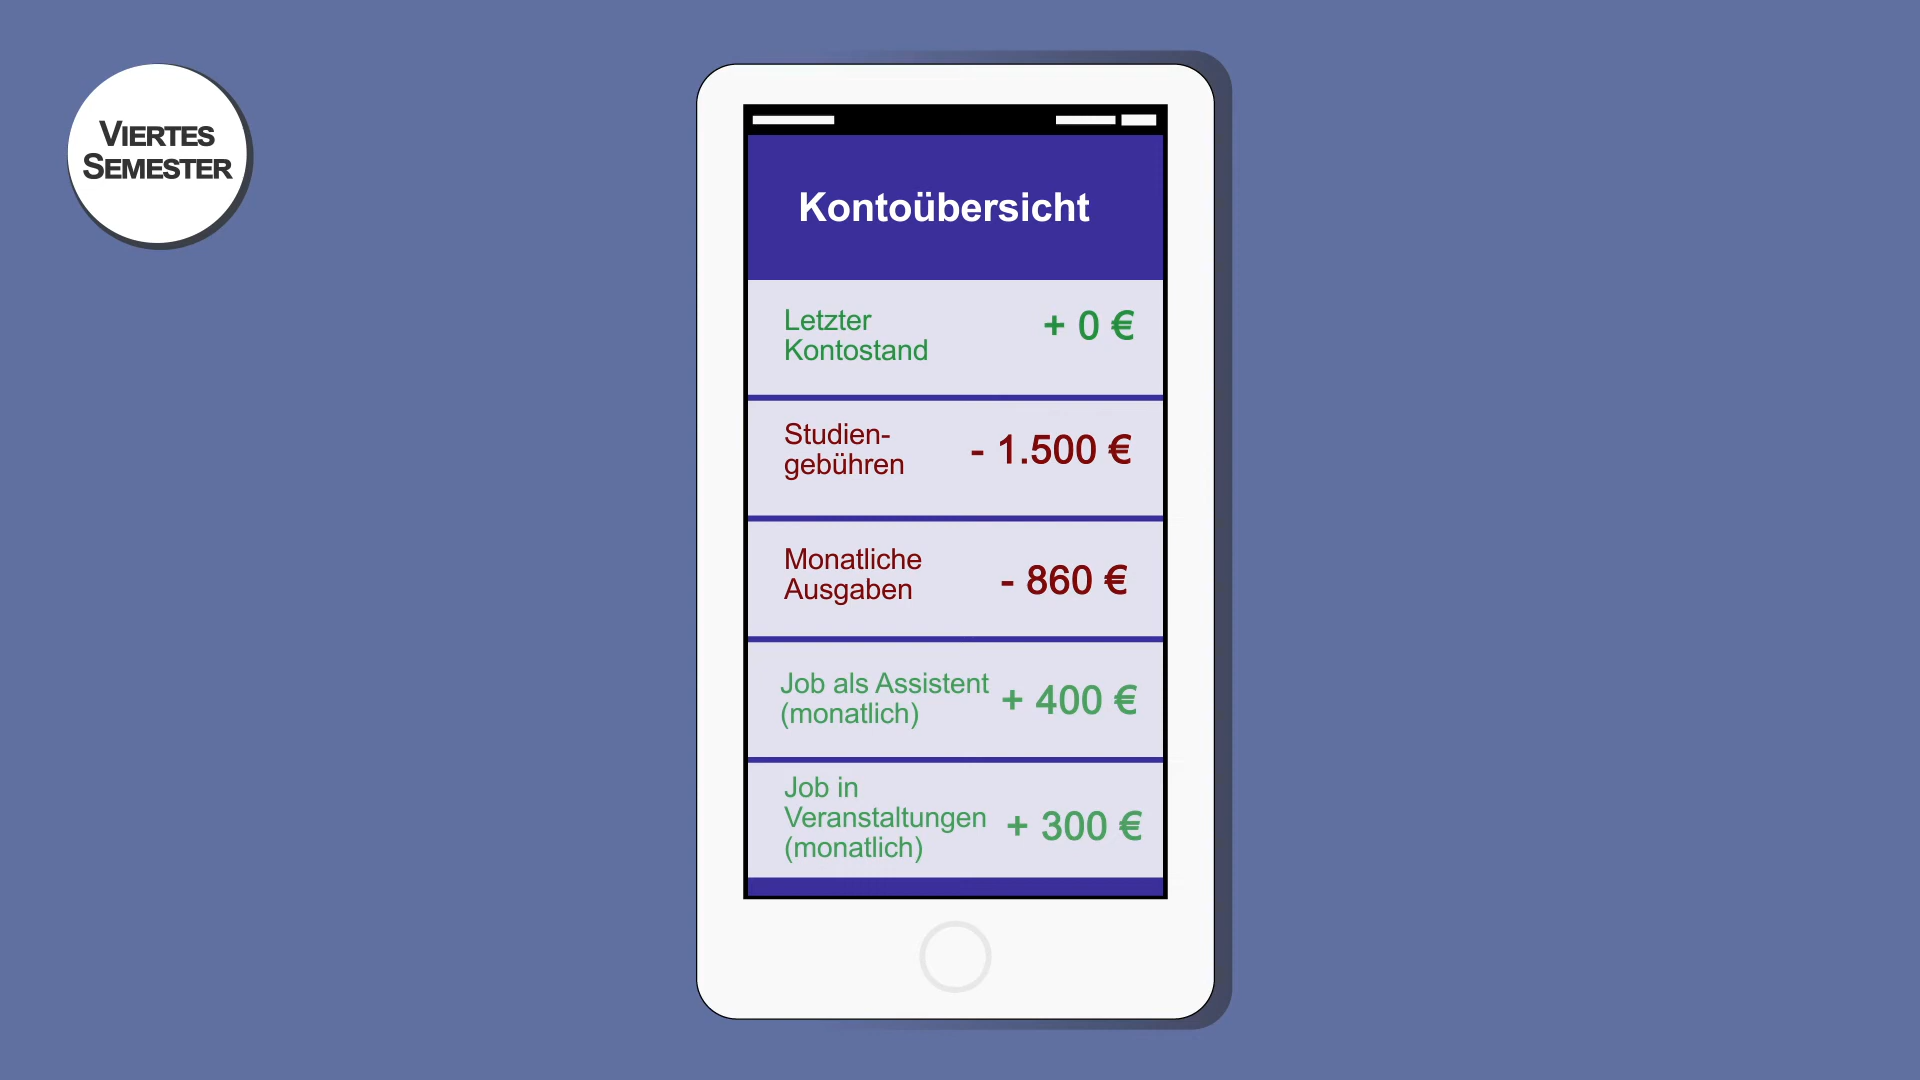 VIERTES
SEMESTER
Kontoübersicht
Letzter
Kontostand
+ 0 €
Studien-
gebühren
- 1.500 €
Monatliche
Ausgaben
- 860 €
Job als Assistent
(monatlich)
+ 400 €
Job in
Veranstaltungen
(monatlich)
+ 300 €